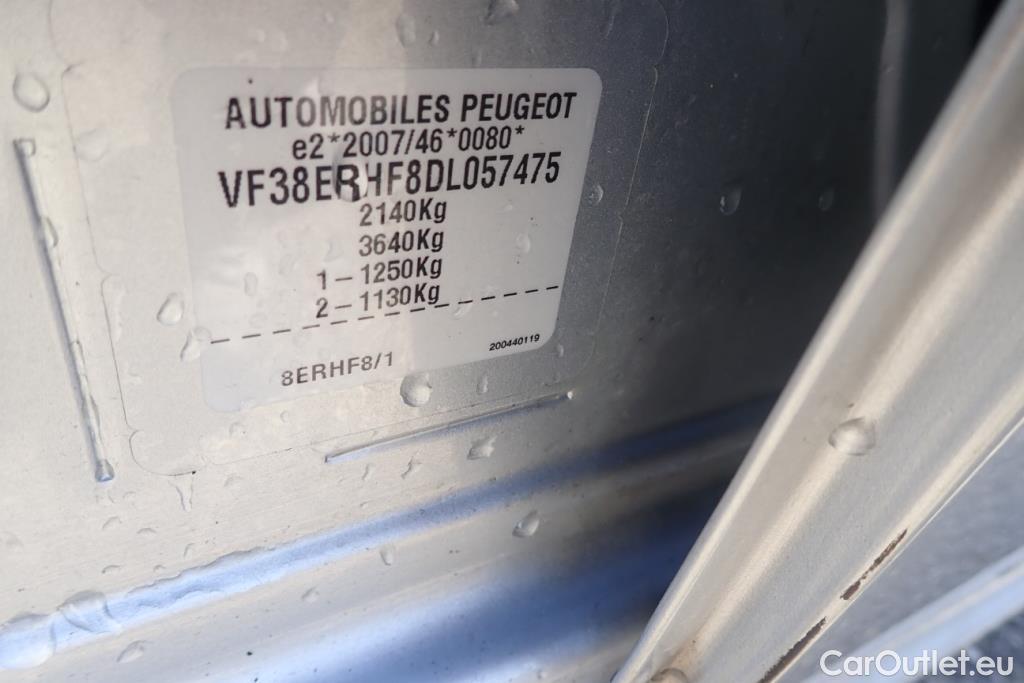 AUTOMOBILES PEUGEOT
e2*2007/46*0080*
VF38ERHF8DL057475
2140Kg
3640Kg
1-1250Kg
2-1130Kg
200440119
8ERHF8/1
CarOutlet.eu